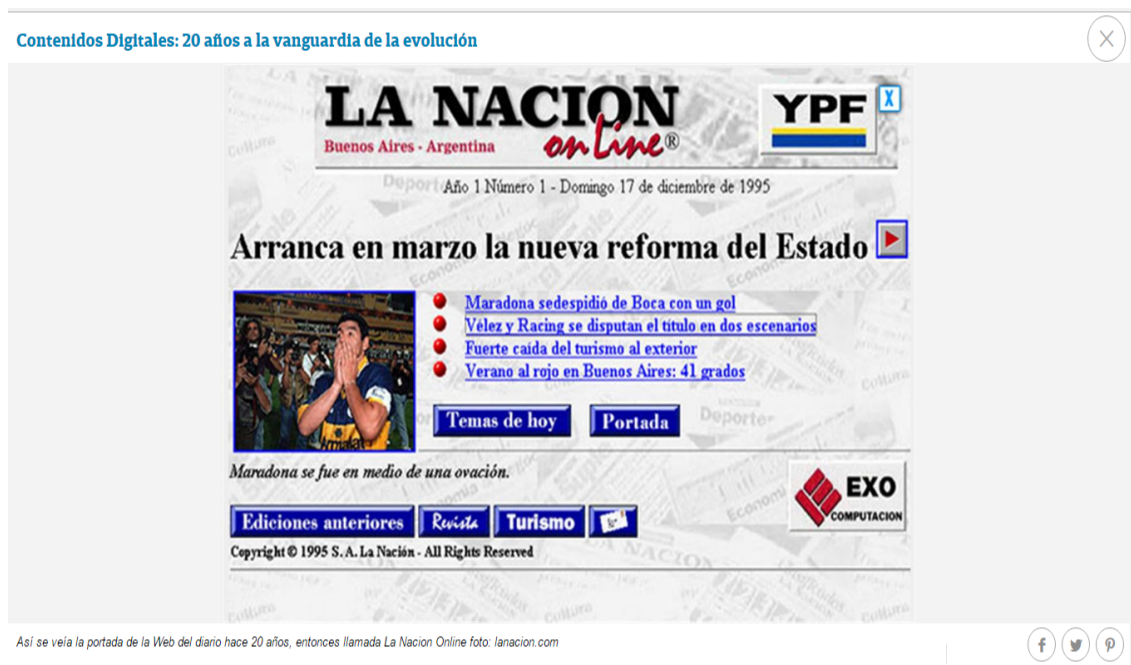 Contenidos Digitales: 20 años a la vanguardia de la evolución
LA NACION
on Line®
Buenos Aires - Argentina
YPF
X
Año 1 Número 1 - Domingo 17 de diciembre de 1995
Arranca en marzo la nueva reforma del Estado
Maradona sedespidió de Boca con un gol
Vélez y Racing se disputan el título en dos escenarios
Fuerte caída del turismo al exterior
Verano al rojo en Buenos Aires: 41 grados
Temas de hoy
Portada
Maradona se fue en medio de una ovación.
EXO
COMPUTACION
Ediciones anteriores
Revista
Turismo
Copyright © 1995 S. A. La Nación - All Rights Reserved
Así se veía la portada de la Web del diario hace 20 años, entonces llamada La Nacion Online foto: lanacion.com